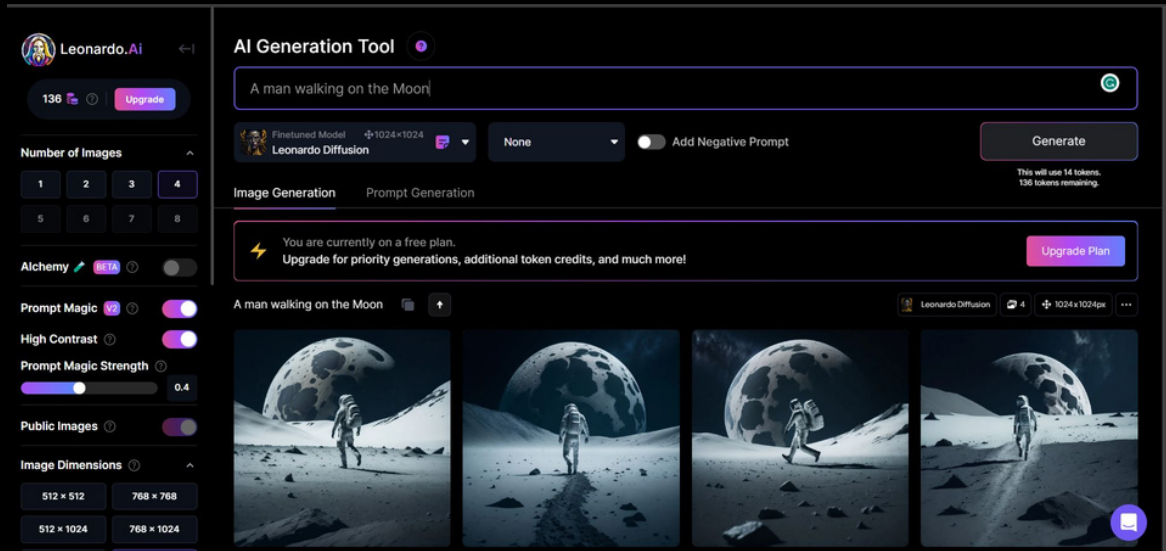 Leonardo.Ai
136
Upgrade
Number of Images
1 2 3 4
5 6 7 8
Alchemy BETA
Prompt Magic V2
High Contrast
Prompt Magic Strength
0.4
Public Images
Image Dimensions
512 × 512 768 × 768
512 × 1024 768 × 1024
AI Generation Tool
A man walking on the Moon
Finetuned Model 1024×1024
Leonardo Diffusion
None
Add Negative Prompt
Generate
This will use 14 tokens.
136 tokens remaining.
Image Generation Prompt Generation
You are currently on a free plan.
Upgrade for priority generations, additional token credits, and much more!
Upgrade Plan
A man walking on the Moon
Leonardo Diffusion 4 1024x1024px